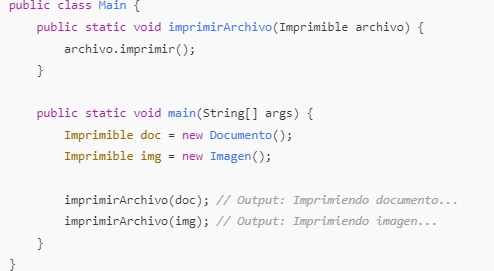 public class Main {
public static void imprimirArchivo(Imprimible archivo) {
archivo.imprimir();
}
public static void main(String[] args) {
Imprimible doc = new Documento();
Imprimible img = new Imagen();
imprimirArchivo(doc); // Output: Imprimiendo documento...
imprimirArchivo(img); // Output: Imprimiendo imagen...
}
}